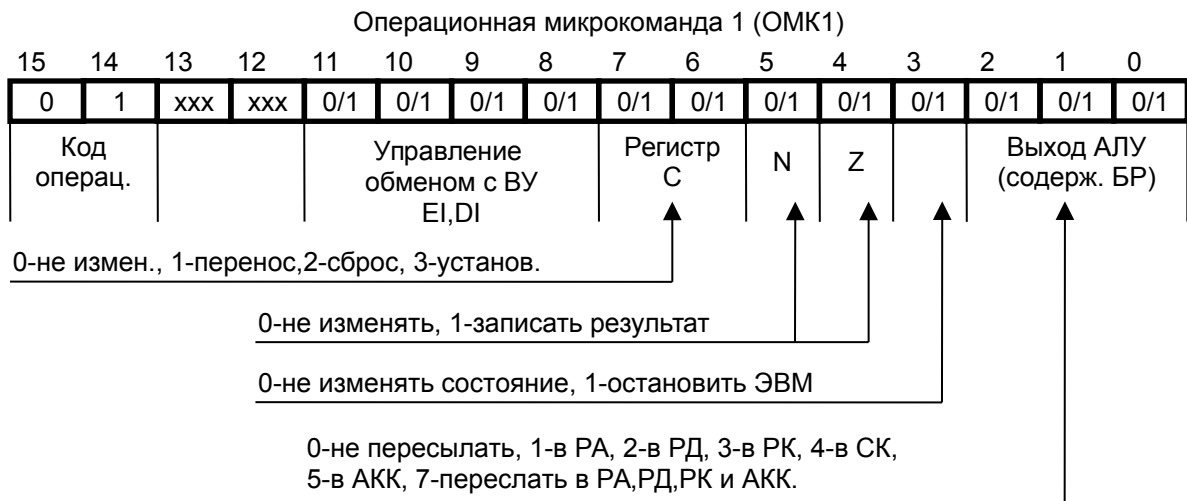 Операционная микрокоманда 1 (ОМК1)
15 14 13 12 11 10 9 8 7 6 5 4 3 2 1 0
0 1 xxx xxx 0/1 0/1 0/1 0/1 0/1 0/1 0/1 0/1 0/1 0/1 0/1
Код операц.
Управление обменом с ВУ EI,DI
Регистр С
N
Z
Выход АЛУ (содерж. БР)
0-не измен., 1-перенос,2-сброс, 3-установ.
0-не изменять, 1-записать результат
0-не изменять состояние, 1-остановить ЭВМ
0-не пересылать, 1-в РА, 2-в РД, 3-в РК, 4-в СК,
5-в АКК, 7-переслать в РА,РД,РК и АКК.